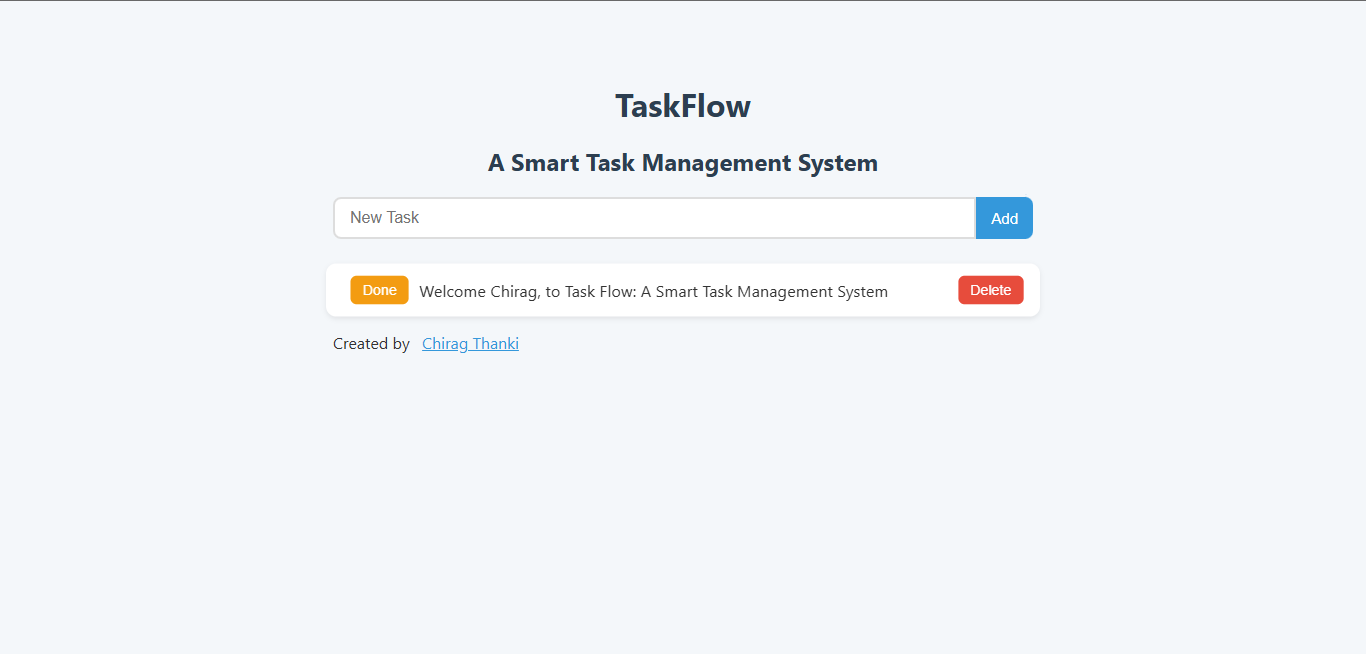 TaskFlow
A Smart Task Management System
New Task Add
Done Welcome Chirag, to Task Flow: A Smart Task Management System Delete
Created by Chirag Thanki